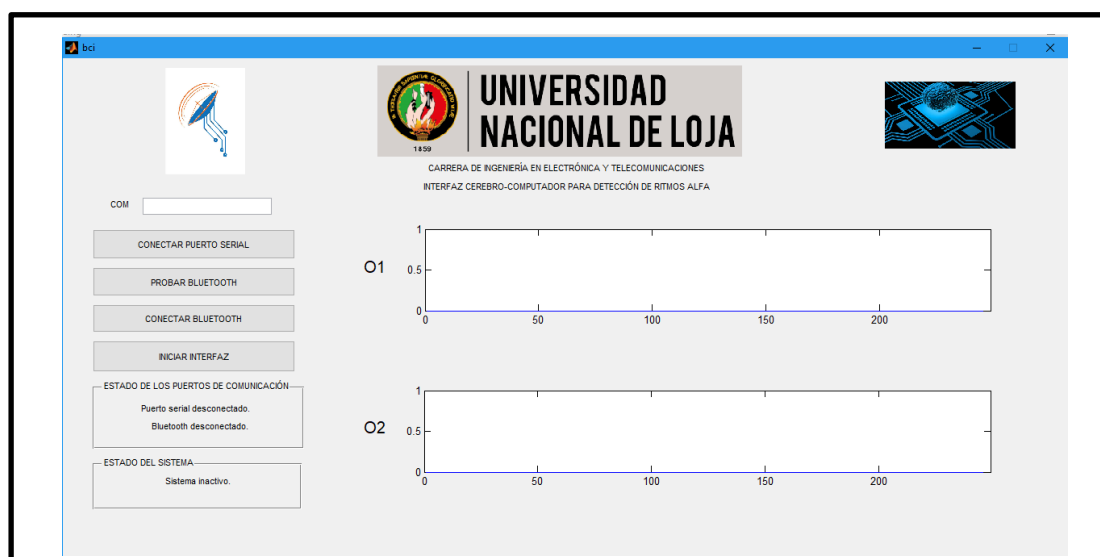 bci
UNIVERSIDAD
NACIONAL DE LOJA
1859
CARRERA DE INGENIERÍA EN ELECTRÓNICA Y TELECOMUNICACIONES
INTERFAZ CEREBRO-COMPUTADOR PARA DETECCIÓN DE RITMOS ALFA
COM
CONECTAR PUERTO SERIAL
PROBAR BLUETOOTH
CONECTAR BLUETOOTH
INICIAR INTERFAZ
ESTADO DE LOS PUERTOS DE COMUNICACIÓN
Puerto serial desconectado.
Bluetooth desconectado.
ESTADO DEL SISTEMA
Sistema inactivo.
O1
1
0.5
0
0 50 100 150 200
O2
1
0.5
0
0 50 100 150 200